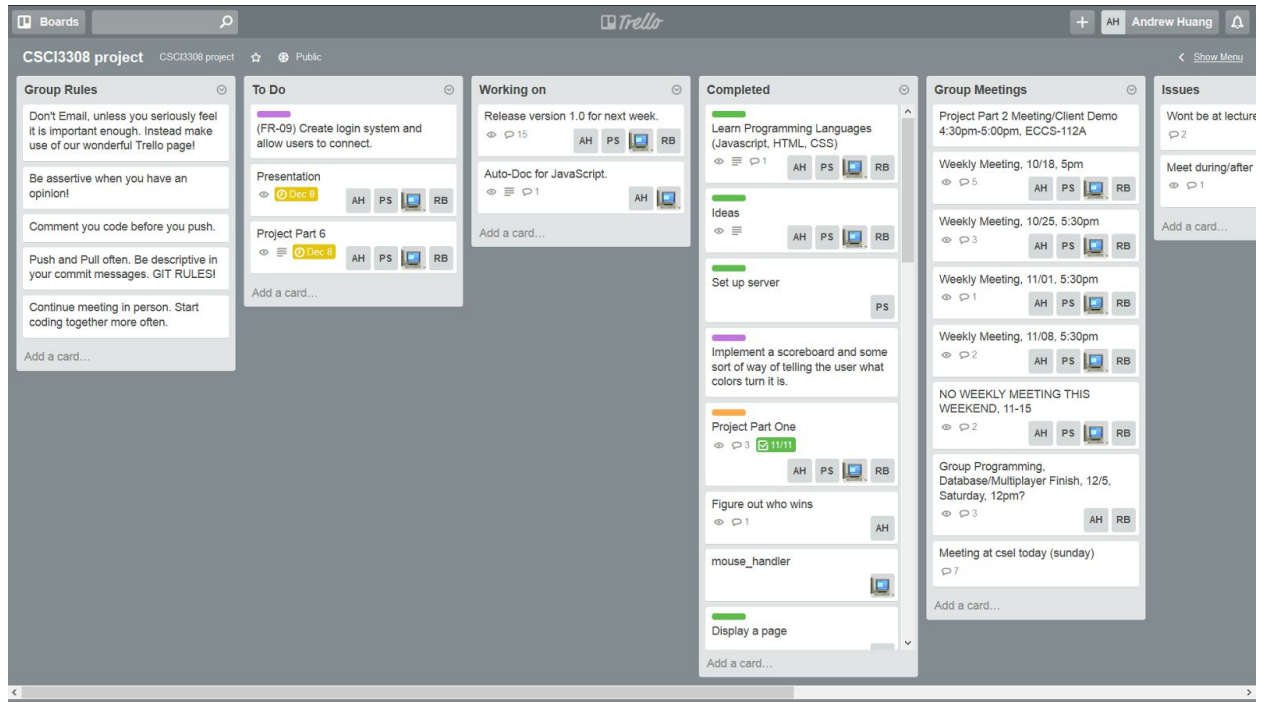 Boards
Trello
AH Andrew Huang
CSCI3308 project
CSCI3308 project
Public
Show Menu
Group Rules
Don't Email, unless you seriously feel
it is important enough. Instead make
use of our wonderful Trello page!
Be assertive when you have an
opinion!
Comment you code before you push.
Push and Pull often. Be descriptive in
your commit messages. GIT RULES!
Continue meeting in person. Start
coding together more often.
Add a card...
To Do
(FR-09) Create login system and
allow users to connect.
Presentation
Dec 8
AH PS RB
Project Part 6
Dec 8
AH PS RB
Add a card...
Working on
Release version 1.0 for next week.
15
AH PS RB
Auto-Doc for JavaScript.
1
AH
Add a card...
Completed
Learn Programming Languages
(Javascript, HTML, CSS)
1
AH PS RB
Ideas
AH PS RB
Set up server
PS
Implement a scoreboard and some
sort of way of telling the user what
colors turn it is.
Project Part One
3 11/11
AH PS RB
Figure out who wins
1
AH
mouse_handler
Display a page
Add a card...
Group Meetings
Project Part 2 Meeting/Client Demo
4:30pm-5:00pm, ECCS-112A
Weekly Meeting, 10/18, 5pm
5
AH PS RB
Weekly Meeting, 10/25, 5:30pm
3
AH PS RB
Weekly Meeting, 11/01, 5:30pm
1
AH PS RB
Weekly Meeting, 11/08, 5:30pm
2
AH PS RB
NO WEEKLY MEETING THIS
WEEKEND, 11-15
2
AH PS RB
Group Programming,
Database/Multiplayer Finish, 12/5,
Saturday, 12pm?
3
AH RB
Meeting at csel today (sunday)
7
Add a card...
Issues
Wont be at lecture
2
Meet during/after
1
Add a card...